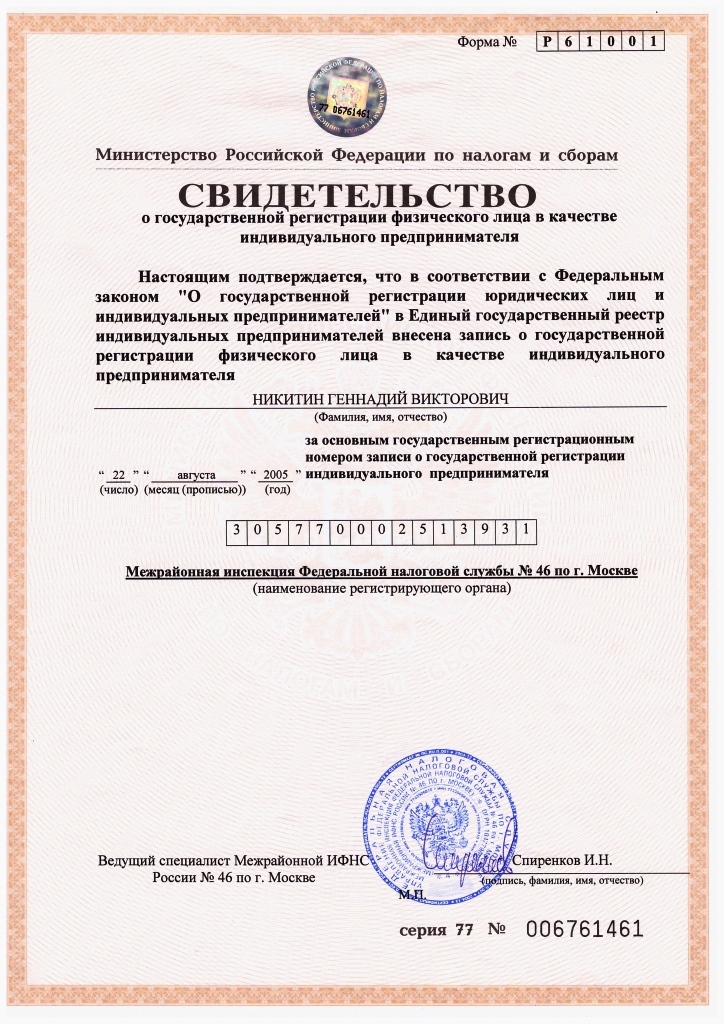 Форма № Р 6 1 0 0 1
77 06761461
Министерство Российской Федерации по налогам и сборам
СВИДЕТЕЛЬСТВО
о государственной регистрации физического лица в качестве
индивидуального предпринимателя
Настоящим подтверждается, что в соответствии с Федеральным
законом "О государственной регистрации юридических лиц и
индивидуальных предпринимателей" в Единый государственный реестр
индивидуальных предпринимателей внесена запись о государственной
регистрации физического лица в качестве индивидуального
предпринимателя
НИКИТИН ГЕННАДИЙ ВИКТОРОВИЧ
(Фамилия, имя, отчество)
за основным государственным регистрационным
номером записи о государственной регистрации
“ 22 ” “ августа ” “ 2005 ” индивидуального предпринимателя
(число) (месяц (прописью)) (год)
3 0 5 7 7 0 0 0 2 5 1 3 9 3 1
Межрайонная инспекция Федеральной налоговой службы № 46 по г. Москве
(наименование регистрирующего органа)
Ведущий специалист Межрайонной ИФНС Спиренков И.Н.
России № 46 по г. Москве (подпись, фамилия, имя, отчество)
М.П.
серия 77 № 006761461